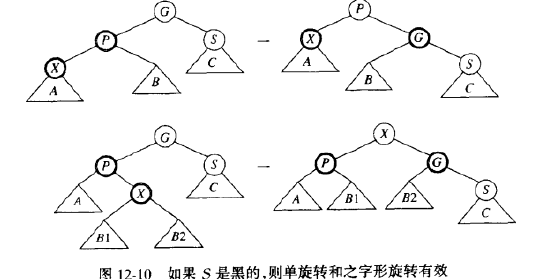 G P
P S X G
X C A S
A B B C
G X
P S P G
A X C A B1 B2 S
B1 B2 C
图 12-10 如果 S 是黑的,则单旋转和之字形旋转有效